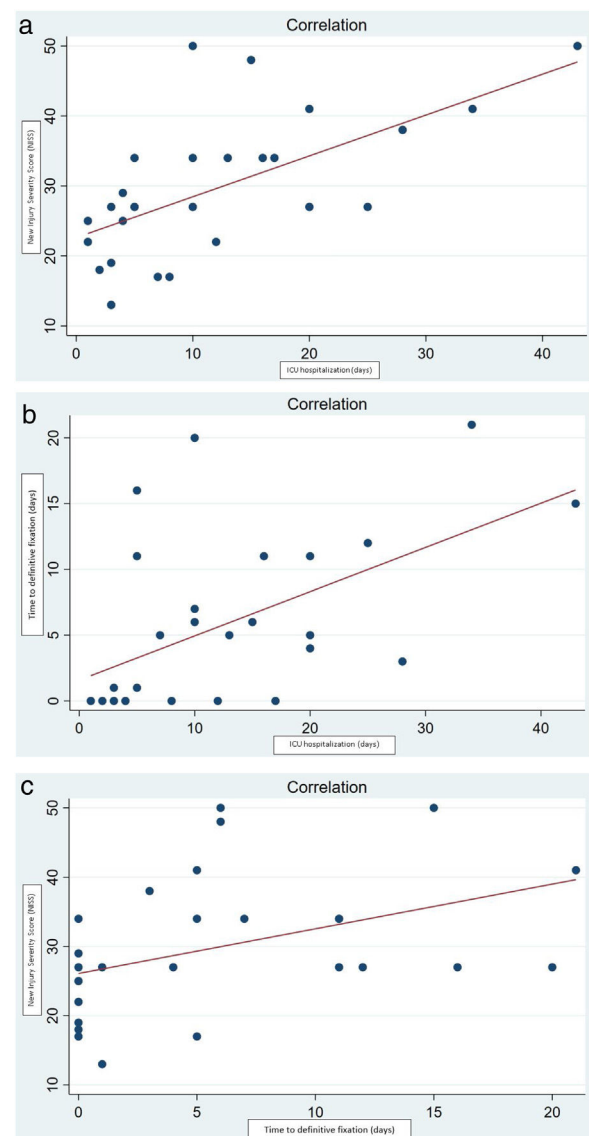 a
Correlation
50
40
30
20
10
New Injury Severity Score (NISS)
0 10 20 30 40
ICU hospitalization (days)
b
Correlation
20
15
10
5
0
Time to definitive fixation (days)
0 10 20 30 40
ICU hospitalization (days)
c
Correlation
50
40
30
20
10
New Injury Severity Score (NISS)
0 5 10 15 20
Time to definitive fixation (days)